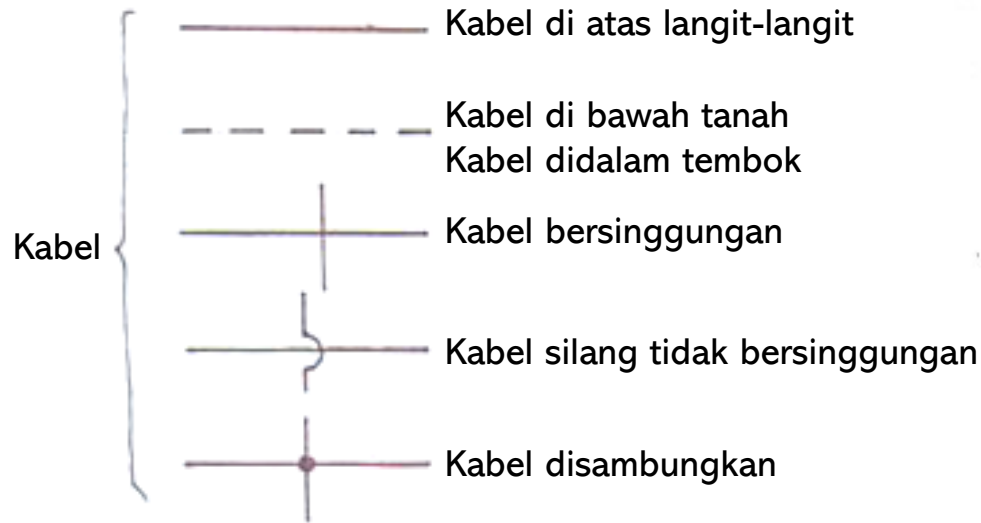 Kabel di atas langit-langit
Kabel di bawah tanah
Kabel didalam tembok
Kabel
Kabel bersinggungan
Kabel silang tidak bersinggungan
Kabel disambungkan